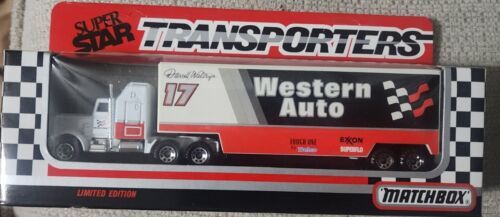 SUPER
STAR
TRANSPORTERS
Darrell Waltrip
17
Western
Auto
EXXON
SUPERFLO
LIMITED EDITION
MATCHBOX